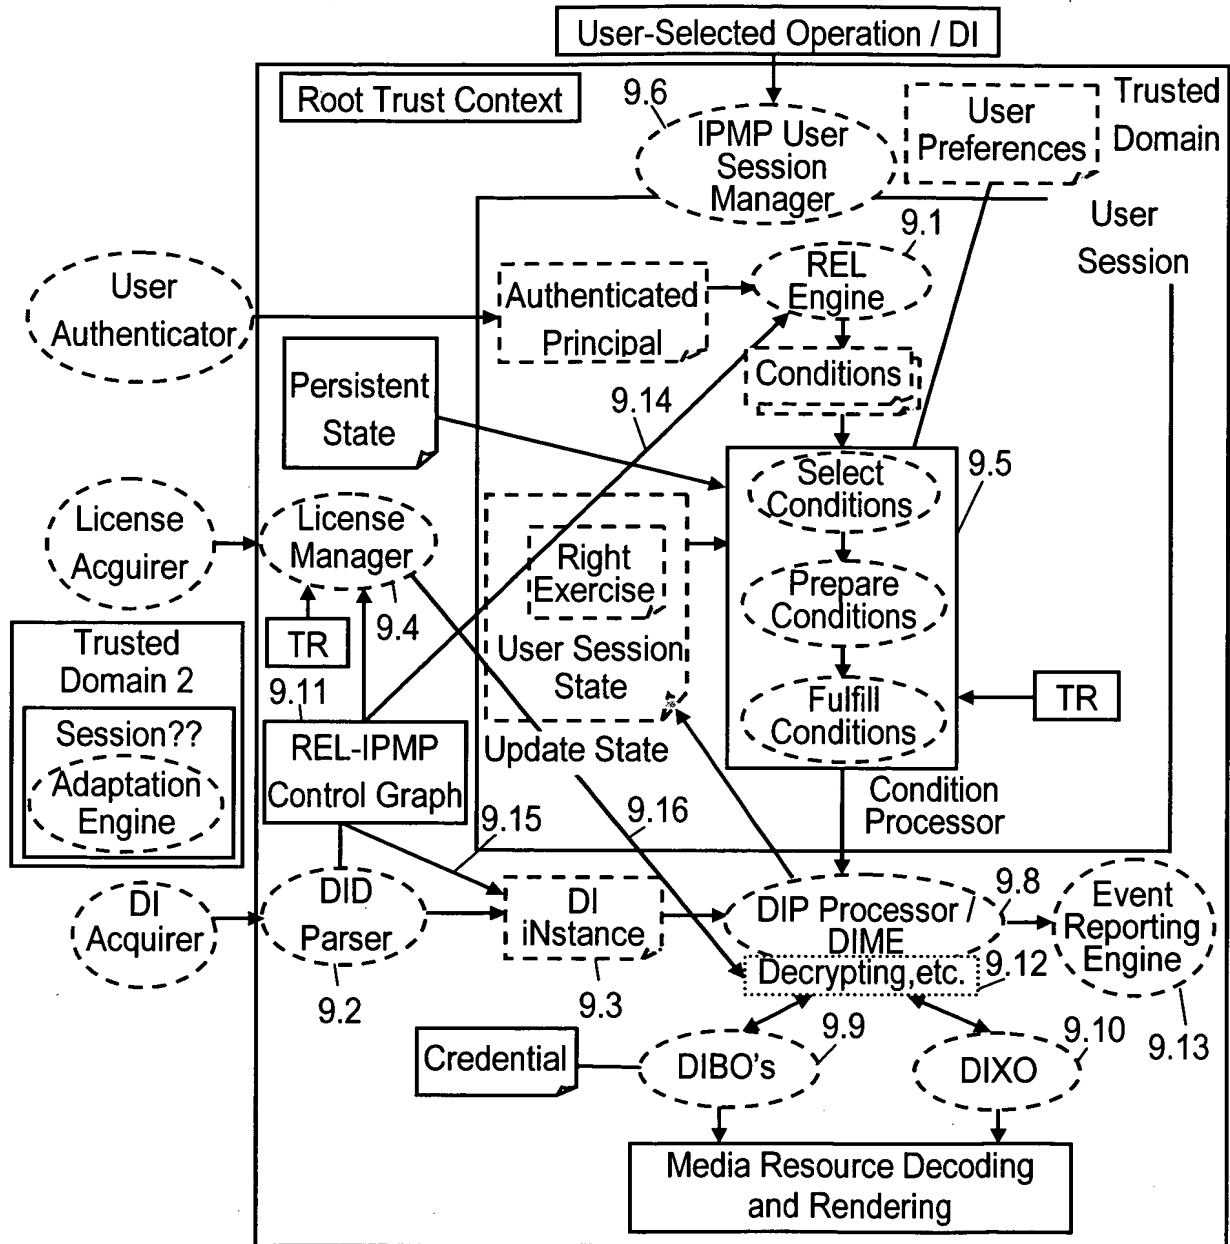 User-Selected Operation / DI
Root Trust Context
9.6
IPMP User
Session
Manager
User
Preferences
Trusted
Domain
User
Session
9.1
User
Authenticator
Authenticated
Principal
REL
Engine
Persistent
State
9.14
Conditions
9.5
Select
Conditions
License
Acguirer
License
Manager
Right
Exercise
Prepare
Conditions
TR
9.4
User Session
State
Trusted
Domain 2
9.11
Fulfill
Conditions
TR
Session??
Adaptation
Engine
REL-IPMP
Control Graph
Update State
9.15
9.16
Condition
Processor
DI
Acquirer
DID
Parser
DI
iNstance
DIP Processor /
DIME
9.8
Event
Reporting
Engine
Decrypting,etc.
9.12
9.2
9.3
9.9
9.10
9.13
Credential
DIBO's
DIXO
Media Resource Decoding
and Rendering